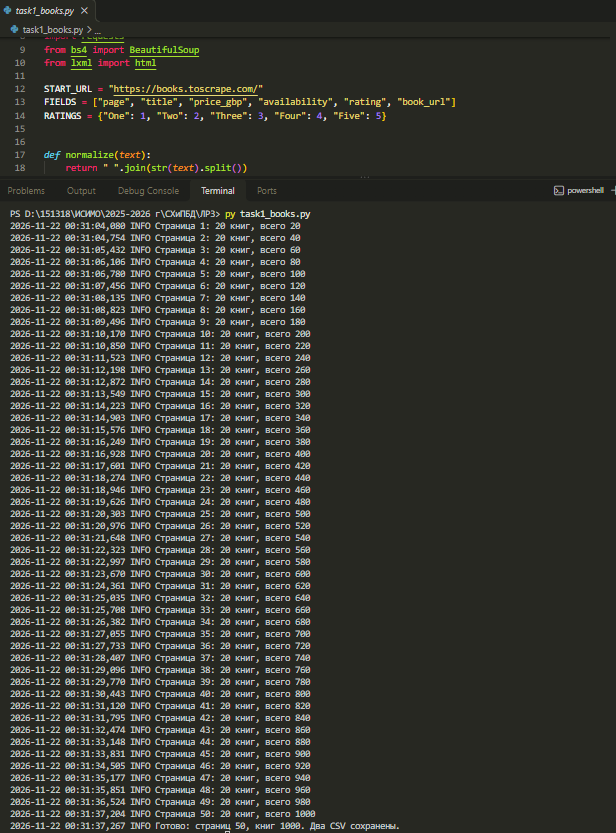 task1_books.py ×
task1_books.py > ...
8 import requests
9 from bs4 import BeautifulSoup
10 from lxml import html
11
12 START_URL = "https://books.toscrape.com/"
13 FIELDS = ["page", "title", "price_gbp", "availability", "rating", "book_url"]
14 RATINGS = {"One": 1, "Two": 2, "Three": 3, "Four": 4, "Five": 5}
15
16
17 def normalize(text):
18     return " ".join(str(text).split())
Problems Output Debug Console Terminal Ports powershell
PS D:\151318\ИСИМО\2025-2026 г\СХиПБД\ЛР3> py task1_books.py
2026-11-22 00:31:04,080 INFO Страница 1: 20 книг, всего 20
2026-11-22 00:31:04,754 INFO Страница 2: 20 книг, всего 40
2026-11-22 00:31:05,432 INFO Страница 3: 20 книг, всего 60
2026-11-22 00:31:06,106 INFO Страница 4: 20 книг, всего 80
2026-11-22 00:31:06,780 INFO Страница 5: 20 книг, всего 100
2026-11-22 00:31:07,456 INFO Страница 6: 20 книг, всего 120
2026-11-22 00:31:08,135 INFO Страница 7: 20 книг, всего 140
2026-11-22 00:31:08,823 INFO Страница 8: 20 книг, всего 160
2026-11-22 00:31:09,496 INFO Страница 9: 20 книг, всего 180
2026-11-22 00:31:10,170 INFO Страница 10: 20 книг, всего 200
2026-11-22 00:31:10,850 INFO Страница 11: 20 книг, всего 220
2026-11-22 00:31:11,523 INFO Страница 12: 20 книг, всего 240
2026-11-22 00:31:12,198 INFO Страница 13: 20 книг, всего 260
2026-11-22 00:31:12,872 INFO Страница 14: 20 книг, всего 280
2026-11-22 00:31:13,549 INFO Страница 15: 20 книг, всего 300
2026-11-22 00:31:14,223 INFO Страница 16: 20 книг, всего 320
2026-11-22 00:31:14,903 INFO Страница 17: 20 книг, всего 340
2026-11-22 00:31:15,576 INFO Страница 18: 20 книг, всего 360
2026-11-22 00:31:16,249 INFO Страница 19: 20 книг, всего 380
2026-11-22 00:31:16,928 INFO Страница 20: 20 книг, всего 400
2026-11-22 00:31:17,601 INFO Страница 21: 20 книг, всего 420
2026-11-22 00:31:18,274 INFO Страница 22: 20 книг, всего 440
2026-11-22 00:31:18,946 INFO Страница 23: 20 книг, всего 460
2026-11-22 00:31:19,626 INFO Страница 24: 20 книг, всего 480
2026-11-22 00:31:20,303 INFO Страница 25: 20 книг, всего 500
2026-11-22 00:31:20,976 INFO Страница 26: 20 книг, всего 520
2026-11-22 00:31:21,648 INFO Страница 27: 20 книг, всего 540
2026-11-22 00:31:22,323 INFO Страница 28: 20 книг, всего 560
2026-11-22 00:31:22,997 INFO Страница 29: 20 книг, всего 580
2026-11-22 00:31:23,670 INFO Страница 30: 20 книг, всего 600
2026-11-22 00:31:24,361 INFO Страница 31: 20 книг, всего 620
2026-11-22 00:31:25,035 INFO Страница 32: 20 книг, всего 640
2026-11-22 00:31:25,708 INFO Страница 33: 20 книг, всего 660
2026-11-22 00:31:26,382 INFO Страница 34: 20 книг, всего 680
2026-11-22 00:31:27,055 INFO Страница 35: 20 книг, всего 700
2026-11-22 00:31:27,733 INFO Страница 36: 20 книг, всего 720
2026-11-22 00:31:28,407 INFO Страница 37: 20 книг, всего 740
2026-11-22 00:31:29,096 INFO Страница 38: 20 книг, всего 760
2026-11-22 00:31:29,770 INFO Страница 39: 20 книг, всего 780
2026-11-22 00:31:30,443 INFO Страница 40: 20 книг, всего 800
2026-11-22 00:31:31,120 INFO Страница 41: 20 книг, всего 820
2026-11-22 00:31:31,795 INFO Страница 42: 20 книг, всего 840
2026-11-22 00:31:32,474 INFO Страница 43: 20 книг, всего 860
2026-11-22 00:31:33,148 INFO Страница 44: 20 книг, всего 880
2026-11-22 00:31:33,831 INFO Страница 45: 20 книг, всего 900
2026-11-22 00:31:34,505 INFO Страница 46: 20 книг, всего 920
2026-11-22 00:31:35,177 INFO Страница 47: 20 книг, всего 940
2026-11-22 00:31:35,851 INFO Страница 48: 20 книг, всего 960
2026-11-22 00:31:36,524 INFO Страница 49: 20 книг, всего 980
2026-11-22 00:31:37,204 INFO Страница 50: 20 книг, всего 1000
2026-11-22 00:31:37,267 INFO Готово: страниц 50, книг 1000. Два CSV сохранены.